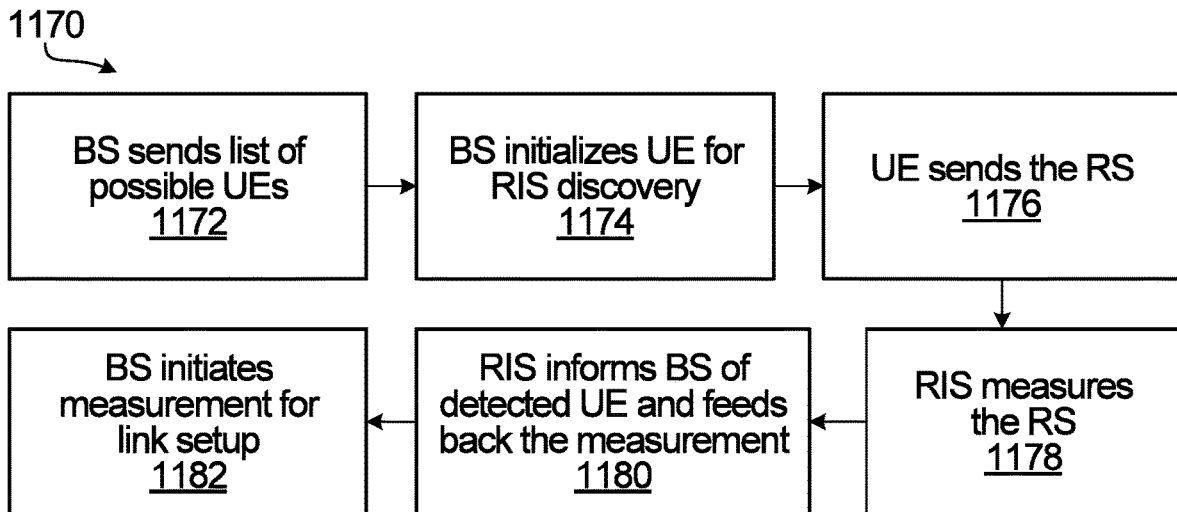 1170
BS sends list of
possible UEs
1172
BS initializes UE for
RIS discovery
1174
UE sends the RS
1176
RIS measures
the RS
1178
RIS informs BS of
detected UE and feeds
back the measurement
1180
BS initiates
measurement for
link setup
1182